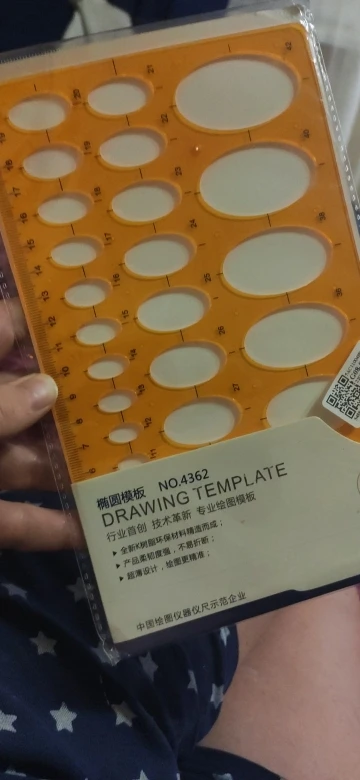 椭圆模板 NO.4362
DRAWING TEMPLATE
行业首创 技术革新 专业绘图模板
▸ 全新K树脂环保材料精造而成；
▸ 产品柔韧度强，不易折断；
▸ 超薄设计，绘图更精准；
中国绘图仪器仪尺示范企业